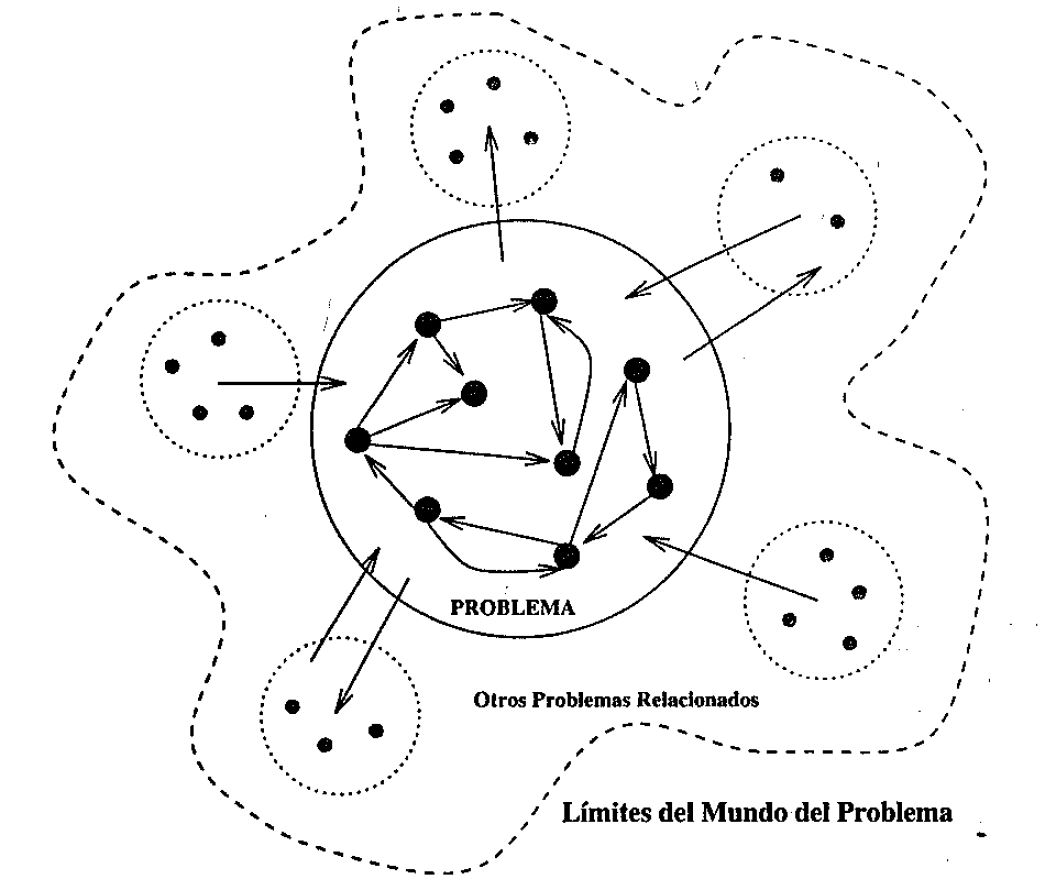 PROBLEMA
Otros Problemas Relacionados
Límites del Mundo del Problema